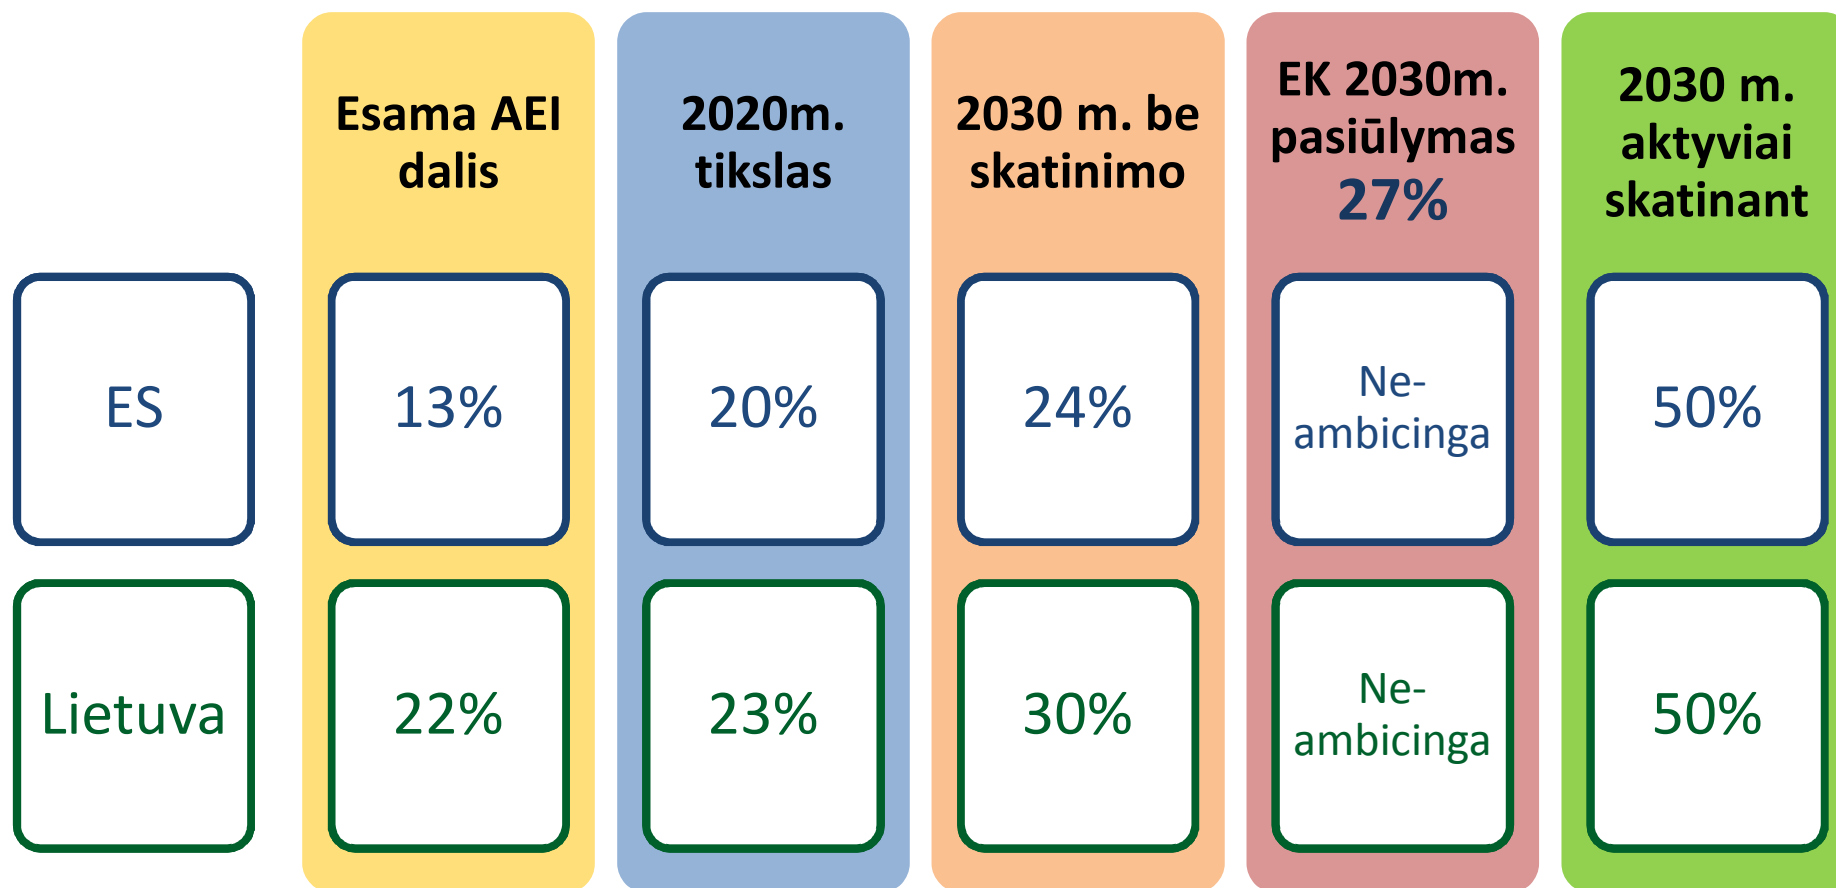 Esama AEI
dalis
2020m.
tikslas
2030 m. be
skatinimo
EK 2030m.
pasiūlymas
27%
2030 m.
aktyviai
skatinant
ES
13%
20%
24%
Ne-
ambicinga
50%
Lietuva
22%
23%
30%
Ne-
ambicinga
50%